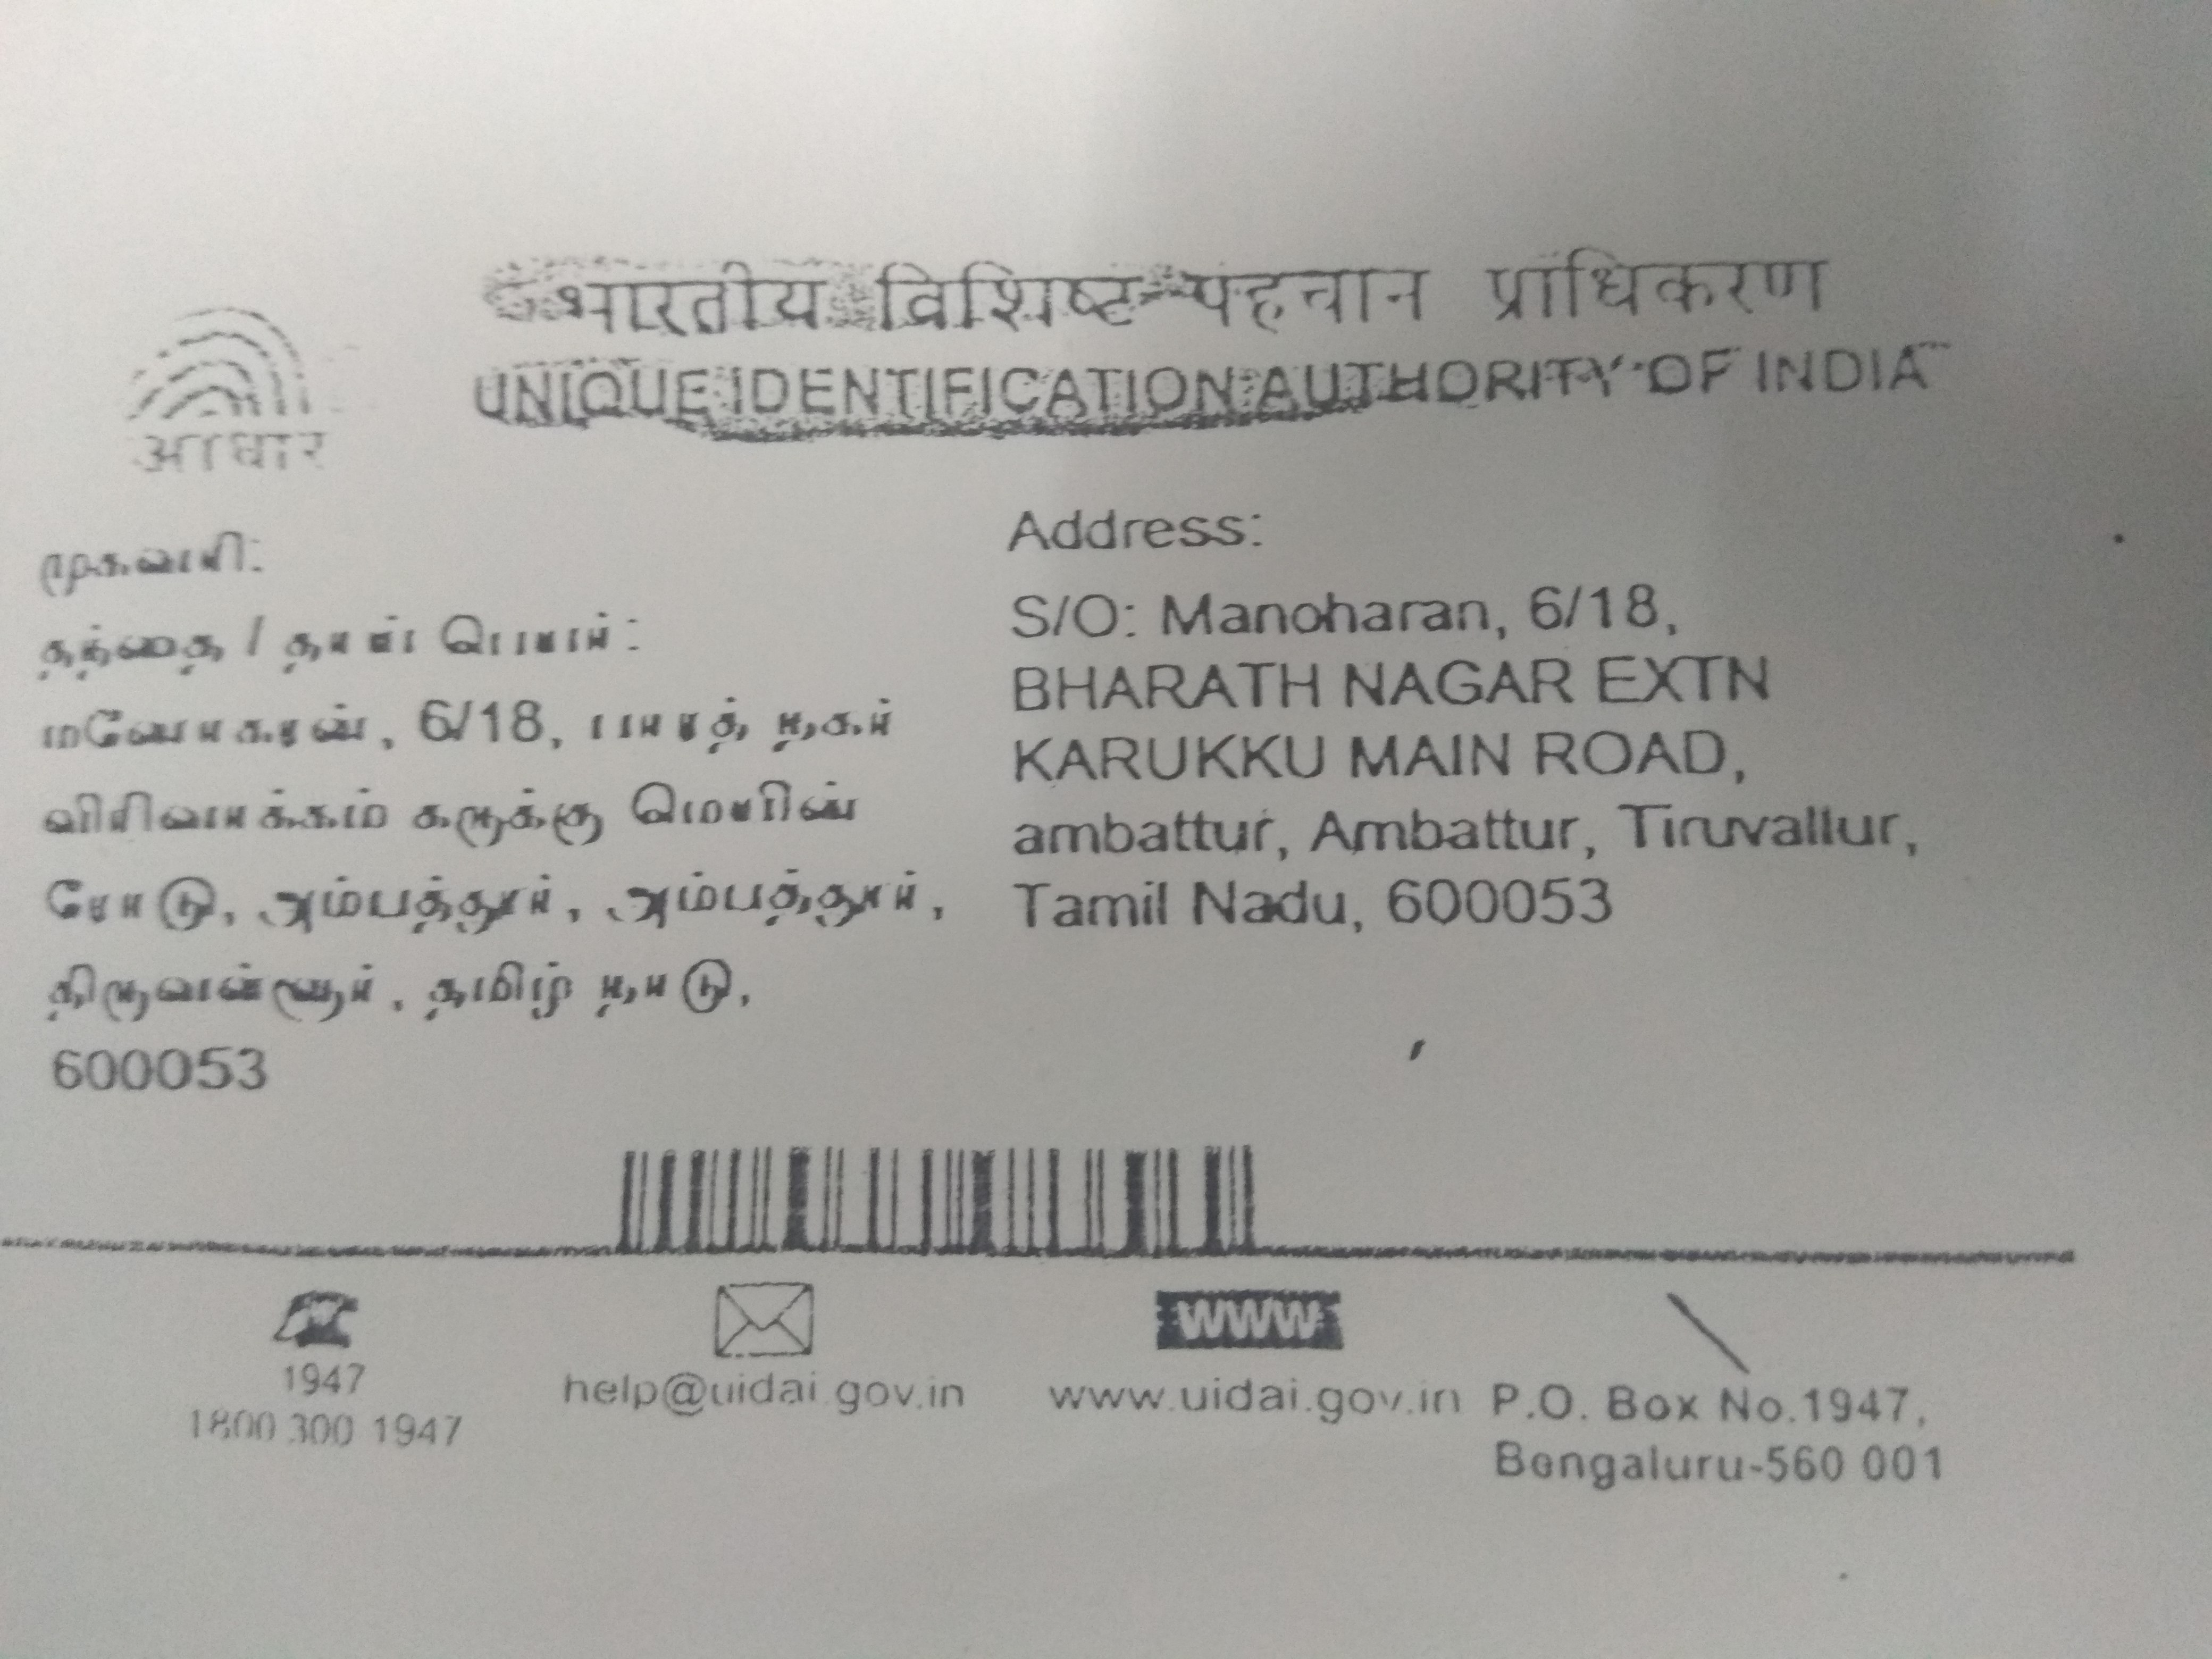 भारतीय विशिष्ट पहचान प्राधिकरण
UNIQUE IDENTIFICATION AUTHORITY OF INDIA
आधार
முகவரி:
தந்தை / தாய் பெயர்:
மனோகரன், 6/18, பாரத் நகர்
விரிவாக்கம் கருக்கு மெயின்
ரோடு, அம்பத்தூர், அம்பத்தூர்,
திருவள்ளூர், தமிழ் நாடு,
600053
Address:
S/O: Manoharan, 6/18,
BHARATH NAGAR EXTN
KARUKKU MAIN ROAD,
ambattur, Ambattur, Tiruvallur,
Tamil Nadu, 600053
1947
1800 300 1947
help@uidai.gov.in
WWW
www.uidai.gov.in
P.O. Box No.1947,
Bengaluru-560 001